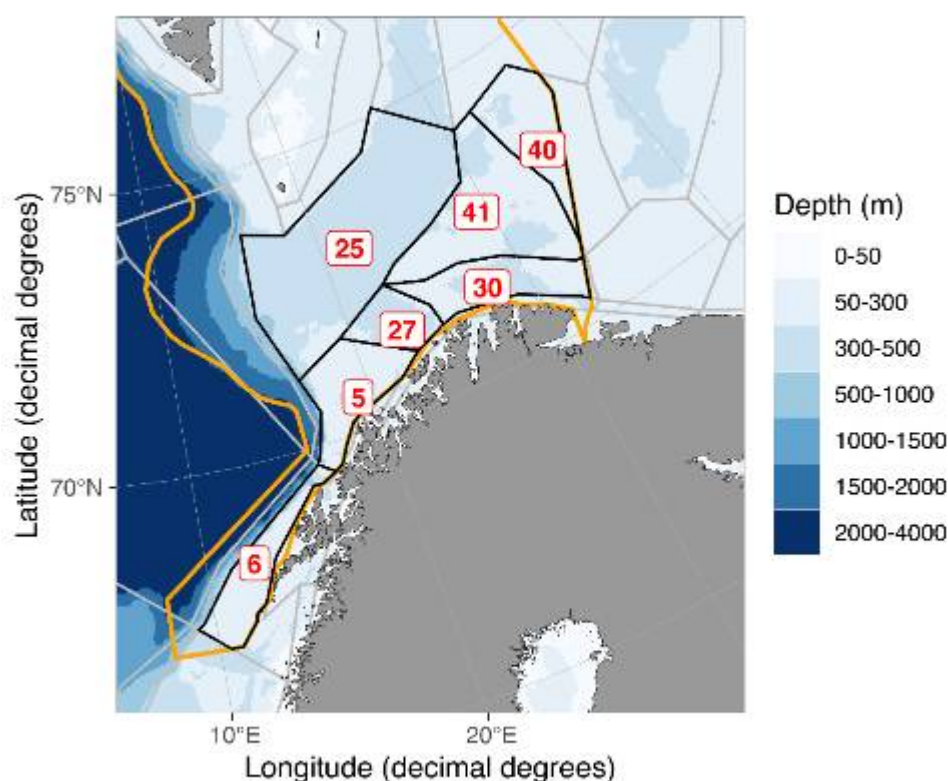 40
75°N
41
25
30
27
5
70°N
6
10°E
20°E
Longitude (decimal degrees)
Latitude (decimal degrees)
Depth (m)
0-50
50-300
300-500
500-1000
1000-1500
1500-2000
2000-4000